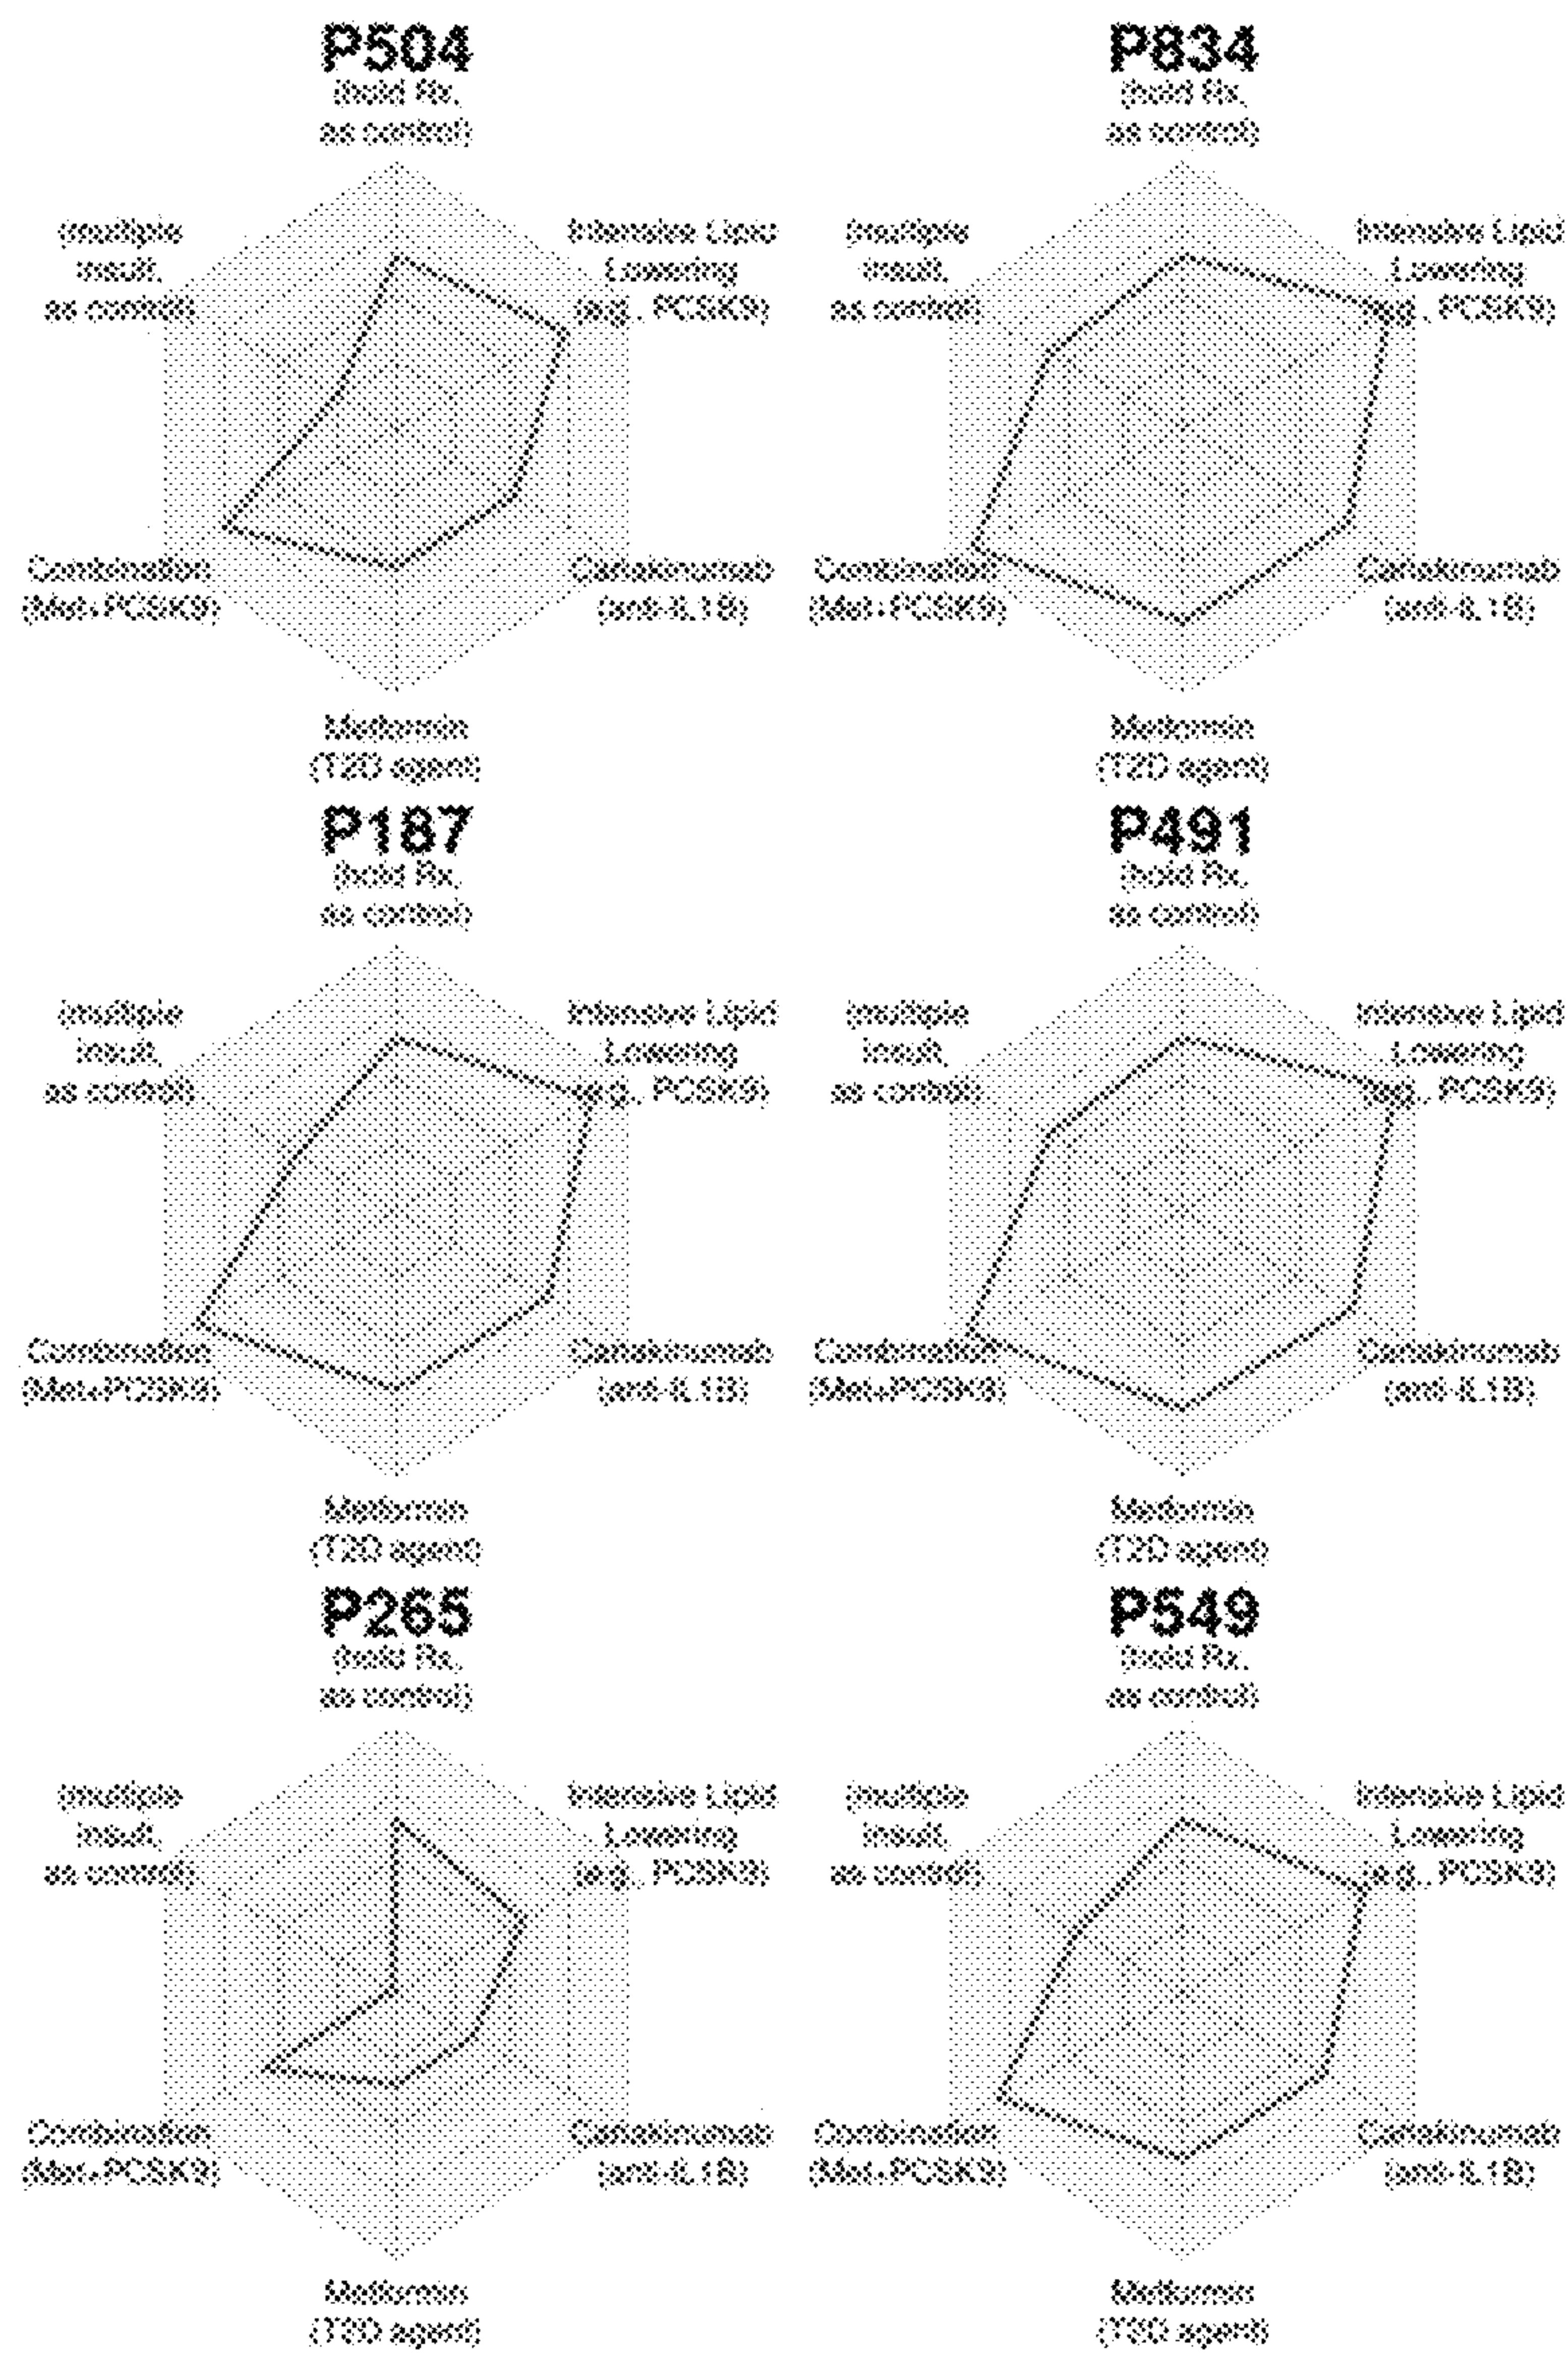 P504
(hold Rx,
as control)
(multiple
insult,
as control)
Intensive Lipid
Lowering
(e.g., PCSK9)
Combination
(Met+PCSK9)
Canakinumab
(anti-IL1B)
Metformin
(T2D agent)
P834
(hold Rx,
as control)
(multiple
insult,
as control)
Intensive Lipid
Lowering
(e.g., PCSK9)
Combination
(Met+PCSK9)
Canakinumab
(anti-IL1B)
Metformin
(T2D agent)
P187
(hold Rx,
as control)
(multiple
insult,
as control)
Intensive Lipid
Lowering
(e.g., PCSK9)
Combination
(Met+PCSK9)
Canakinumab
(anti-IL1B)
Metformin
(T2D agent)
P491
(hold Rx,
as control)
(multiple
insult,
as control)
Intensive Lipid
Lowering
(e.g., PCSK9)
Combination
(Met+PCSK9)
Canakinumab
(anti-IL1B)
Metformin
(T2D agent)
P265
(hold Rx,
as control)
(multiple
insult,
as control)
Intensive Lipid
Lowering
(e.g., PCSK9)
Combination
(Met+PCSK9)
Canakinumab
(anti-IL1B)
Metformin
(T2D agent)
P549
(hold Rx,
as control)
(multiple
insult,
as control)
Intensive Lipid
Lowering
(e.g., PCSK9)
Combination
(Met+PCSK9)
Canakinumab
(anti-IL1B)
Metformin
(T2D agent)